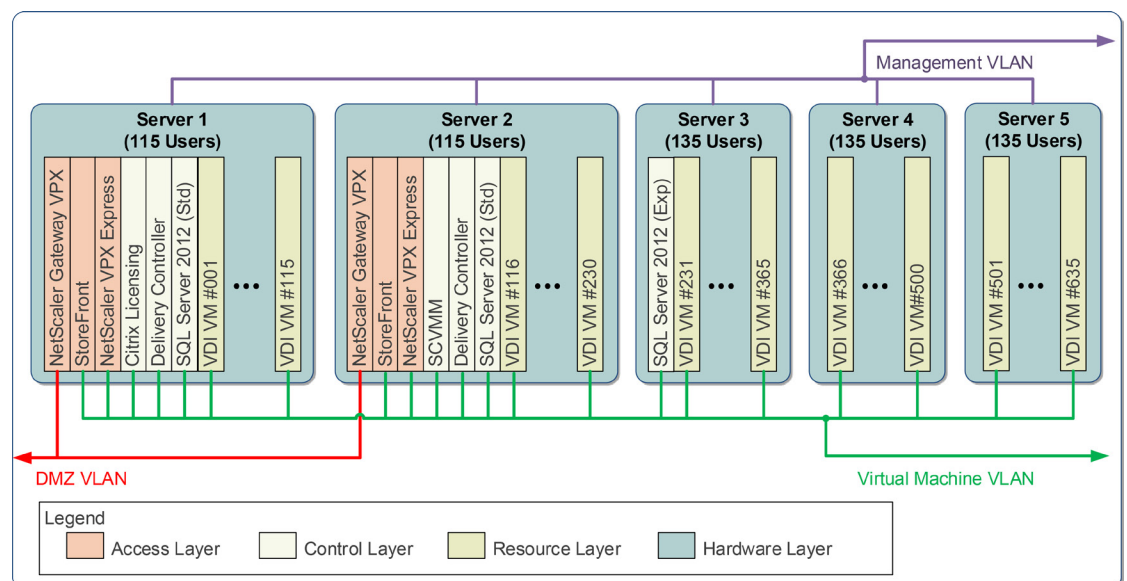 Management VLAN
Server 1
(115 Users)
NetScaler Gateway VPX
StoreFront
NetScaler VPX Express
Citrix Licensing
Delivery Controller
SQL Server 2012 (Std)
VDI VM #001
...
VDI VM #115
Server 2
(115 Users)
NetScaler Gateway VPX
StoreFront
NetScaler VPX Express
SCVMM
Delivery Controller
SQL Server 2012 (Std)
VDI VM #116
...
VDI VM #230
Server 3
(135 Users)
SQL Server 2012 (Exp)
VDI VM #231
...
VDI VM #365
Server 4
(135 Users)
VDI VM #366
...
VDI VM#500
Server 5
(135 Users)
VDI VM #501
...
VDI VM #635
DMZ VLAN
Virtual Machine VLAN
Legend
Access Layer
Control Layer
Resource Layer
Hardware Layer